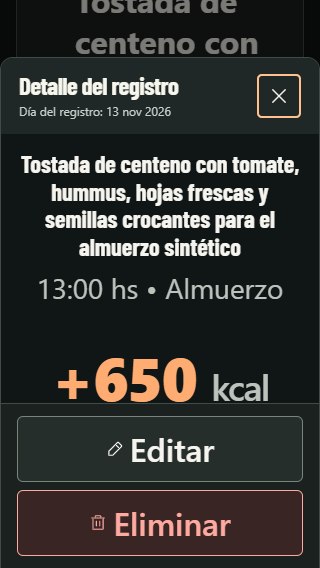 Tostada de
centeno con
Detalle del registro
Día del registro: 13 nov 2026
Tostada de centeno con tomate,
hummus, hojas frescas y
semillas crocantes para el
almuerzo sintético
13:00 hs • Almuerzo
+650 kcal
Editar
Eliminar